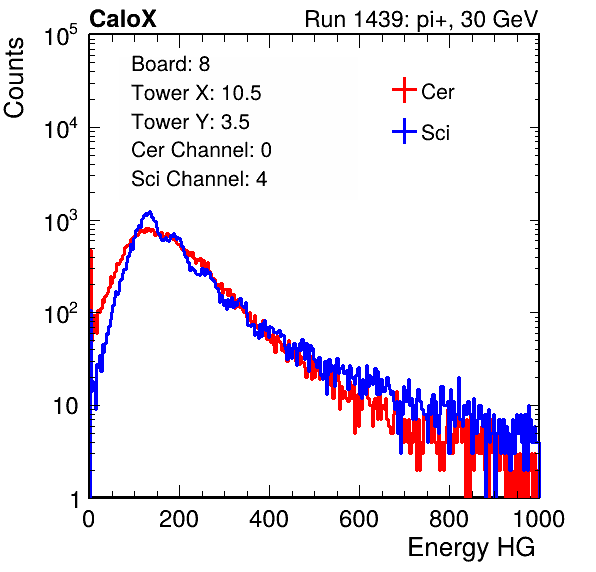 CaloX Run 1439: pi+, 30 GeV
Counts
Board: 8
Tower X: 10.5
Tower Y: 3.5
Cer Channel: 0
Sci Channel: 4
Cer
Sci
10^5
10^4
10^3
10^2
10
1
0 200 400 600 800 1000
Energy HG